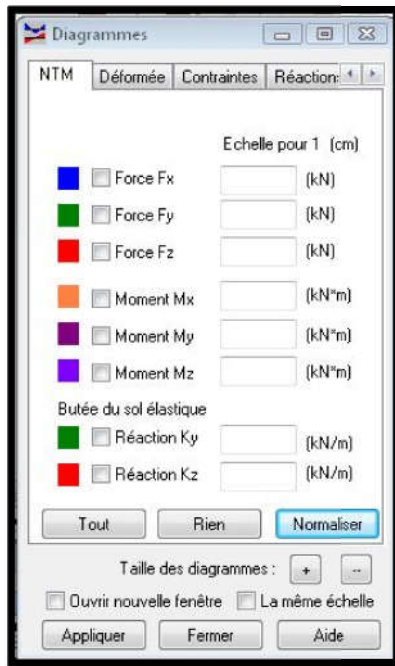 Diagrammes
NTM Déformée Contraintes Réaction:
Echelle pour 1 (cm)
Force Fx (kN)
Force Fy (kN)
Force Fz (kN)
Moment Mx (kN*m)
Moment My (kN*m)
Moment Mz (kN*m)
Butée du sol élastique
Réaction Ky (kN/m)
Réaction Kz (kN/m)
Tout Rien Normaliser
Taille des diagrammes : + --
Ouvrir nouvelle fenêtre La même échelle
Appliquer Fermer Aide